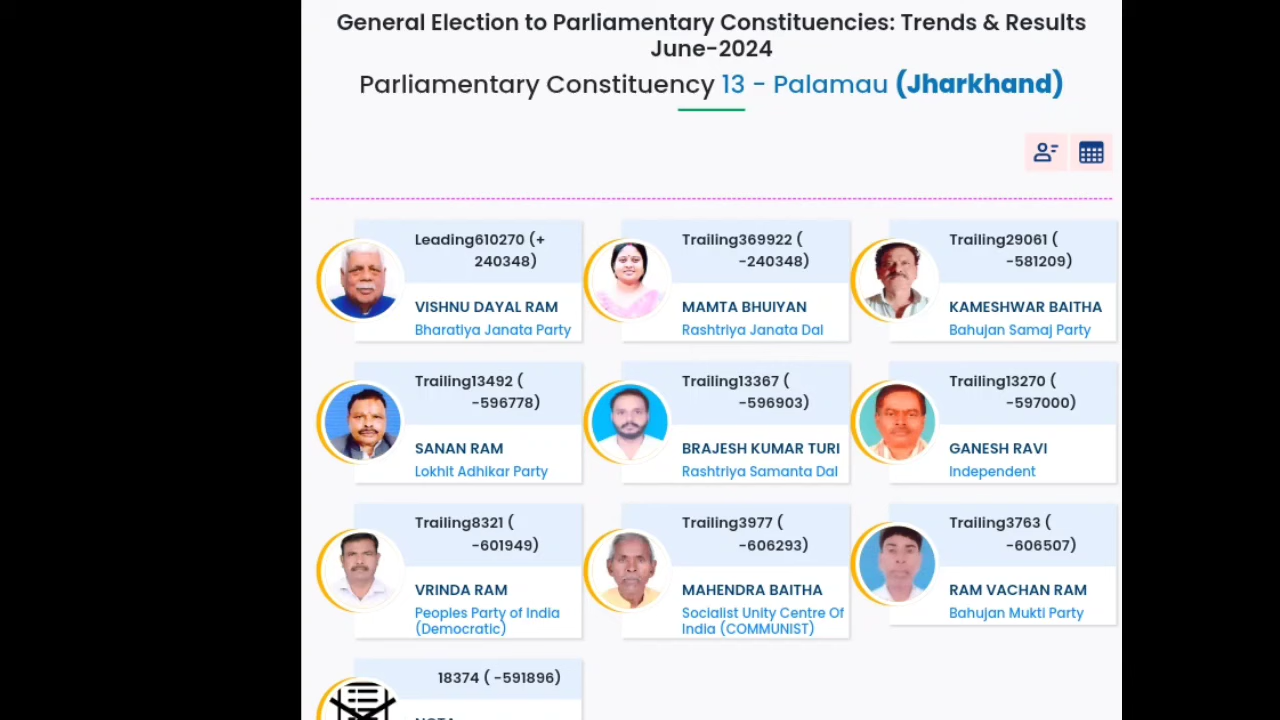 General Election to Parliamentary Constituencies: Trends & Results
June-2024
Parliamentary Constituency 13 - Palamau (Jharkhand)
Leading610270 (+
240348)
VISHNU DAYAL RAM
Bharatiya Janata Party
Trailing369922 (
-240348)
MAMTA BHUIYAN
Rashtriya Janata Dal
Trailing29061 (
-581209)
KAMESHWAR BAITHA
Bahujan Samaj Party
Trailing13492 (
-596778)
SANAN RAM
Lokhit Adhikar Party
Trailing13367 (
-596903)
BRAJESH KUMAR TURI
Rashtriya Samanta Dal
Trailing13270 (
-597000)
GANESH RAVI
Independent
Trailing8321 (
-601949)
VRINDA RAM
Peoples Party of India
(Democratic)
Trailing3977 (
-606293)
MAHENDRA BAITHA
Socialist Unity Centre Of
India (COMMUNIST)
Trailing3763 (
-606507)
RAM VACHAN RAM
Bahujan Mukti Party
18374 ( -591896)